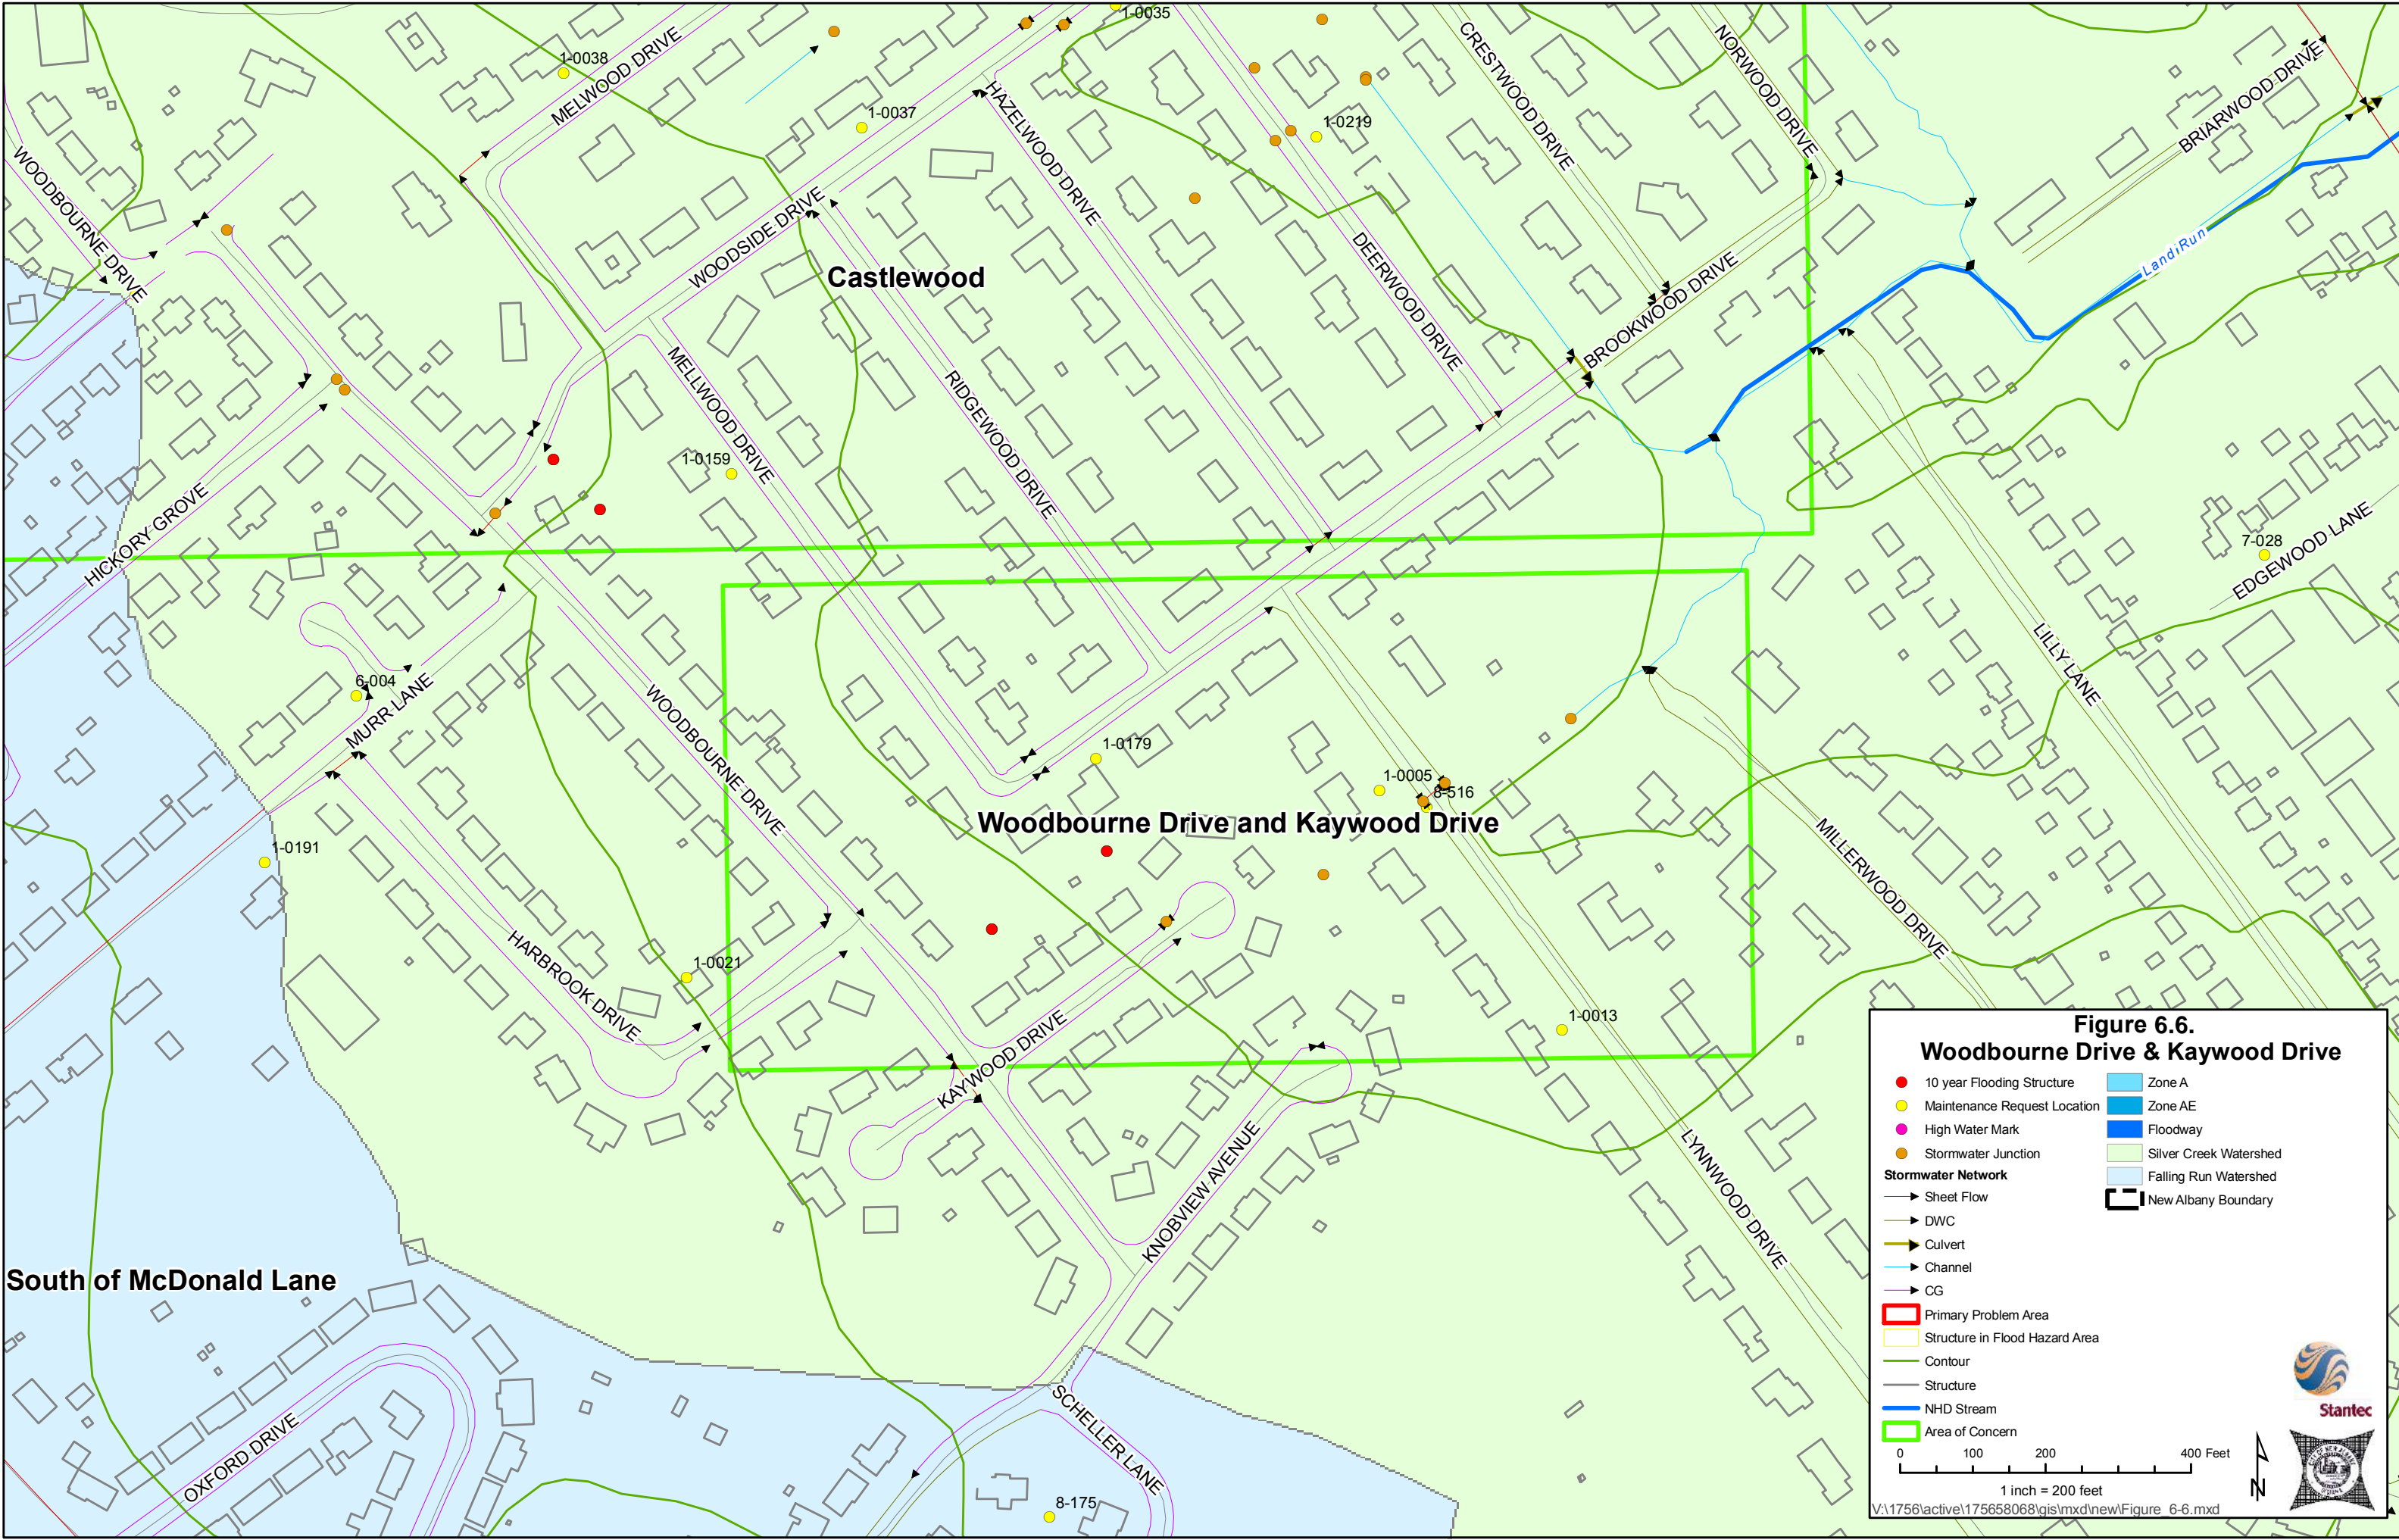 1-0035
1-0038
MELWOOD DRIVE
1-0037
1-0219
CRESTWOOD DRIVE
NORWOOD DRIVE
BRIARWOOD DRIVE
HAZELWOOD DRIVE
WOODBOURNE DRIVE
WOODSIDE DRIVE
Castlewood
DEERWOOD DRIVE
BROOKWOOD DRIVE
Land Run
MELLWOOD DRIVE
RIDGEWOOD DRIVE
1-0159
HICKORY GROVE
7-028
EDGEWOOD LANE
LILLY LANE
6-004
MURR LANE
WOODBOURNE DRIVE
1-0179
1-0005
8-516
Woodbourne Drive and Kaywood Drive
1-0191
MILLERWOOD DRIVE
HARBROOK DRIVE
1-0021
1-0013
KAYWOOD DRIVE
KNOBVIEW AVENUE
LYNNWOOD DRIVE
South of McDonald Lane
SCHELLER LANE
OXFORD DRIVE
8-175
Figure 6.6.
Woodbourne Drive & Kaywood Drive
10 year Flooding Structure
Maintenance Request Location
High Water Mark
Stormwater Junction
Stormwater Network
Sheet Flow
DWC
Culvert
Channel
CG
Primary Problem Area
Structure in Flood Hazard Area
Contour
Structure
NHD Stream
Area of Concern
Zone A
Zone AE
Floodway
Silver Creek Watershed
Falling Run Watershed
New Albany Boundary
Stantec
0 100 200 400 Feet
1 inch = 200 feet
N
V:\1756\active\175658068\gis\mxd\new\Figure_6-6.mxd